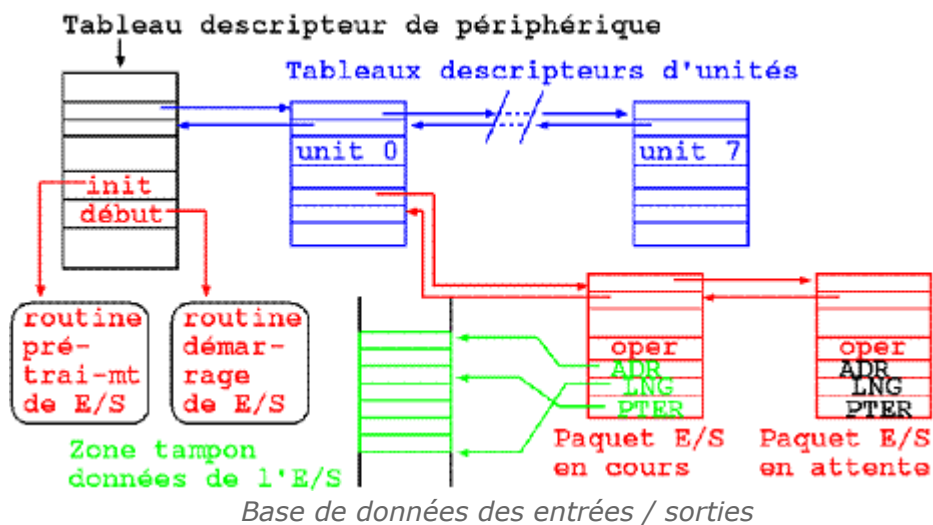 Tableau descripteur de périphérique
Tableaux descripteurs d'unités
unit 0
unit 7
init
début
routine
pré-
trai-mt
de E/S
routine
démar-
rage
de E/S
oper
ADR
LNG
PTER
oper
ADR
LNG
PTER
Zone tampon
données de l'E/S
Paquet E/S
en cours
Paquet E/S
en attente
Base de données des entrées / sorties